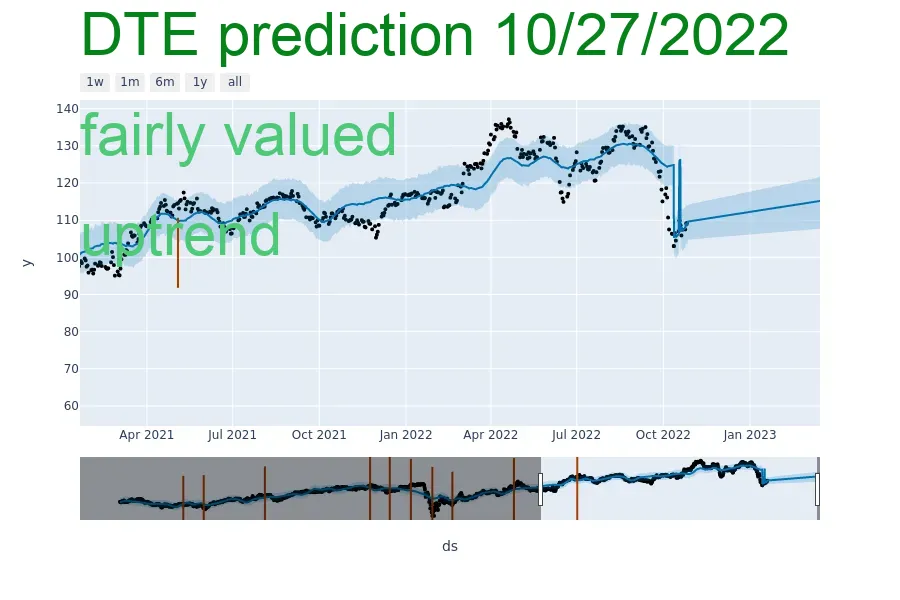 DTE prediction 10/27/2022
1w 1m 6m 1y all
140
fairly valued
130
120
110
uptrend
100
y
90
80
70
60
Apr 2021 Jul 2021 Oct 2021 Jan 2022 Apr 2022 Jul 2022 Oct 2022 Jan 2023
ds